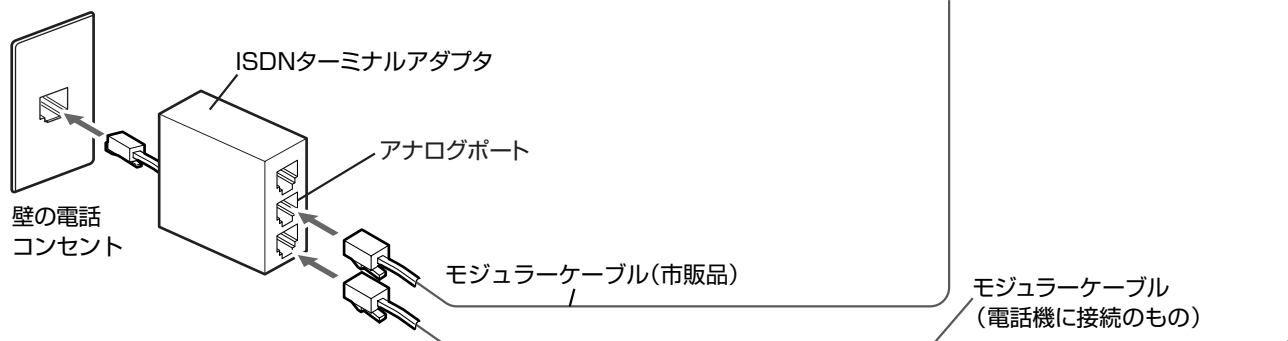 ISDNターミナルアダプタ
アナログポート
壁の電話
コンセント
モジュラーケーブル（市販品）
モジュラーケーブル
（電話機に接続のもの）